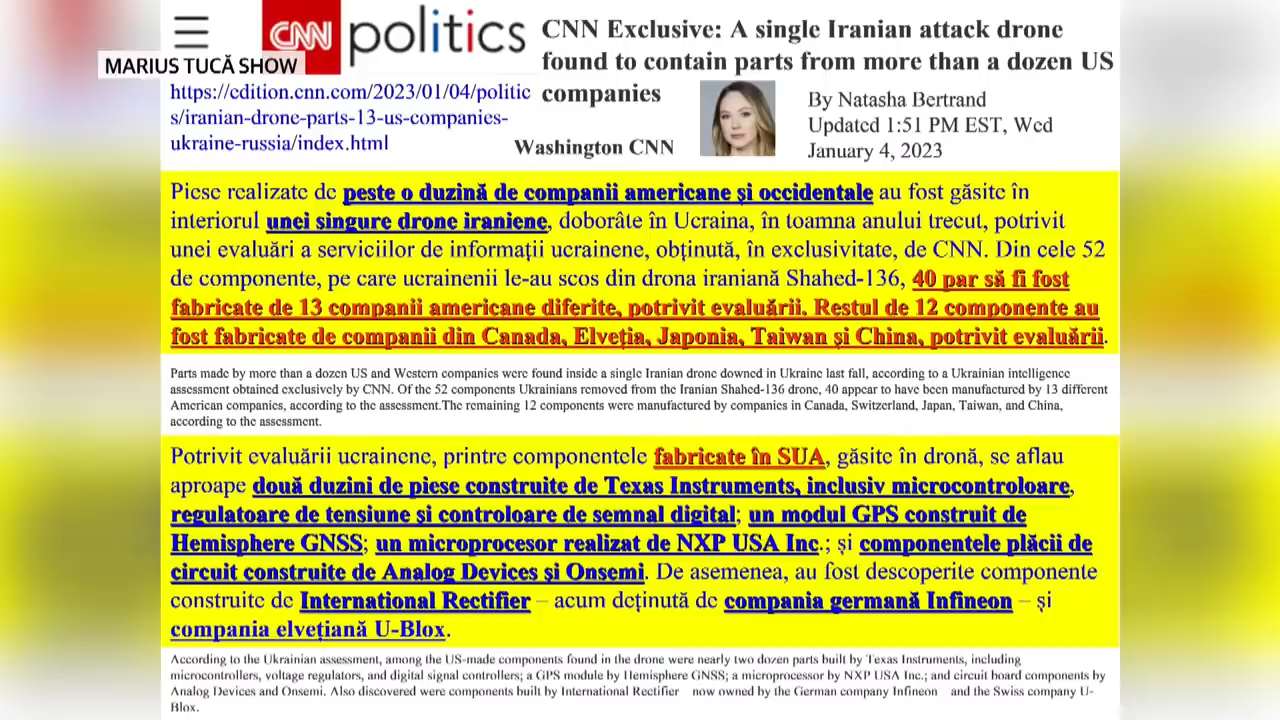 CNN politics
MARIUS TUCĂ SHOW
https://edition.cnn.com/2023/01/04/politic
s/iranian-drone-parts-13-us-companies-
ukraine-russia/index.html
CNN Exclusive: A single Iranian attack drone
found to contain parts from more than a dozen US
companies
Washington CNN
By Natasha Bertrand
Updated 1:51 PM EST, Wed
January 4, 2023
Piese realizate de peste o duzină de companii americane și occidentale au fost găsite în
interiorul unei singure drone iraniene, doborâte în Ucraina, în toamna anului trecut, potrivit
unei evaluări a serviciilor de informații ucrainene, obținută, în exclusivitate, de CNN. Din cele 52
de componente, pe care ucrainenii le-au scos din drona iraniană Shahed-136, 40 par să fi fost
fabricate de 13 companii americane diferite, potrivit evaluării. Restul de 12 componente au
fost fabricate de companii din Canada, Elveția, Japonia, Taiwan și China, potrivit evaluării.
Parts made by more than a dozen US and Western companies were found inside a single Iranian drone downed in Ukraine last fall, according to a Ukrainian intelligence
assessment obtained exclusively by CNN. Of the 52 components Ukrainians removed from the Iranian Shahed-136 drone, 40 appear to have been manufactured by 13 different
American companies, according to the assessment.The remaining 12 components were manufactured by companies in Canada, Switzerland, Japan, Taiwan, and China,
according to the assessment.
Potrivit evaluării ucrainene, printre componentele fabricate în SUA, găsite în dronă, se aflau
aproape două duzini de piese construite de Texas Instruments, inclusiv microcontroloare,
regulatoare de tensiune și controloare de semnal digital; un modul GPS construit de
Hemisphere GNSS; un microprocesor realizat de NXP USA Inc.; și componentele plăcii de
circuit construite de Analog Devices și Onsemi. De asemenea, au fost descoperite componente
construite de International Rectifier – acum deținută de compania germană Infineon – și
compania elvețiană U-Blox.
According to the Ukrainian assessment, among the US-made components found in the drone were nearly two dozen parts built by Texas Instruments, including
microcontrollers, voltage regulators, and digital signal controllers; a GPS module by Hemisphere GNSS; a microprocessor by NXP USA Inc.; and circuit board components by
Analog Devices and Onsemi. Also discovered were components built by International Rectifier now owned by the German company Infineon and the Swiss company U-
Blox.